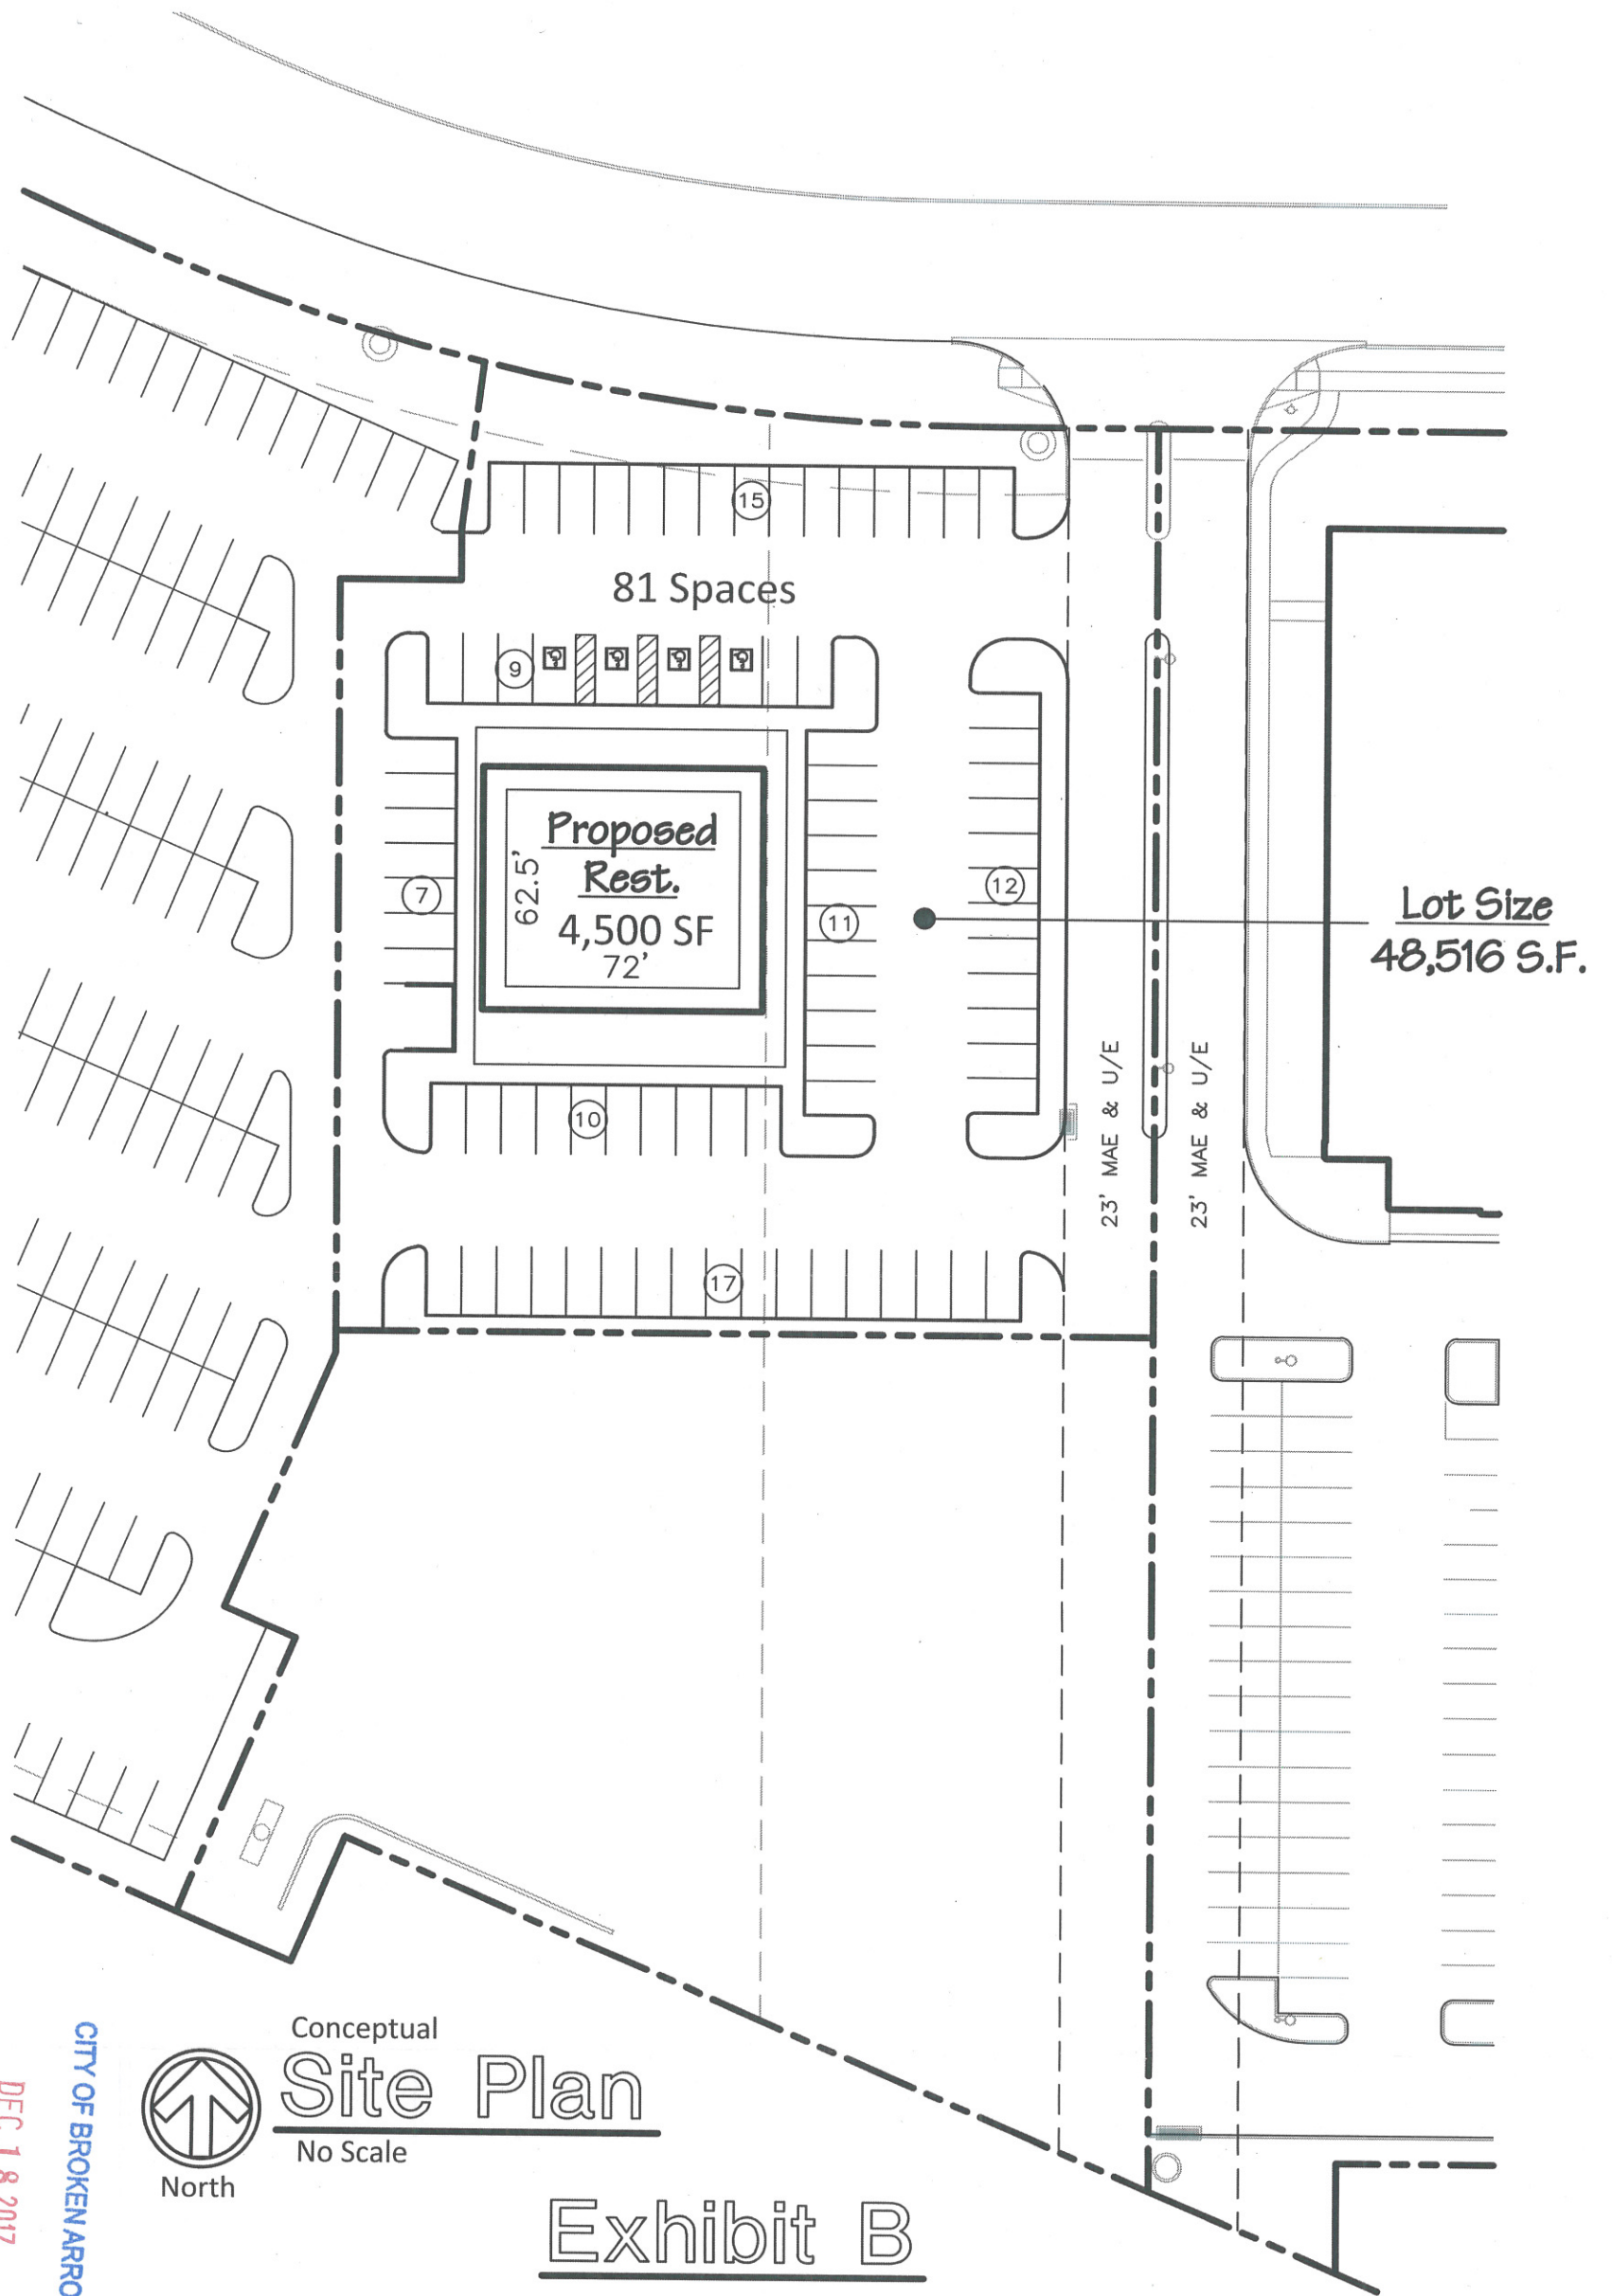 15
81 Spaces
9
Proposed
Rest.
4,500 SF
72'
62.5'
7
11
12
Lot Size
48,516 S.F.
23' MAE & U/E
23' MAE & U/E
10
17
Conceptual
Site Plan
No Scale
North
Exhibit B
CITY OF BROKEN ARRO
DEC 18 2017